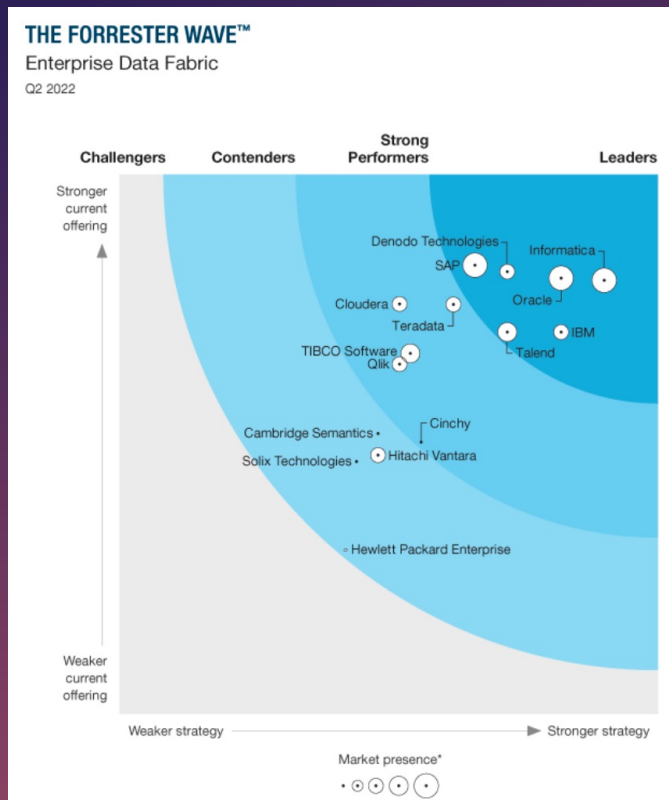 THE FORRESTER WAVE™
Enterprise Data Fabric
Q2 2022
Challengers
Contenders
Strong
Performers
Leaders
Stronger
current
offering
Denodo Technologies
Informatica
SAP
Oracle
Cloudera
Teradata
IBM
Talend
TIBCO Software
Qlik
Cinchy
Cambridge Semantics
Hitachi Vantara
Solix Technologies
Hewlett Packard Enterprise
Weaker
current
offering
Weaker strategy
Stronger strategy
Market presence*